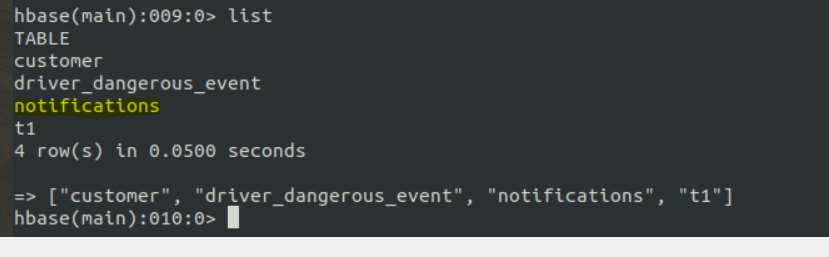 hbase(main):009:0> list
TABLE
customer
driver_dangerous_event
notifications
t1
4 row(s) in 0.0500 seconds
=> ["customer", "driver_dangerous_event", "notifications", "t1"]
hbase(main):010:0>